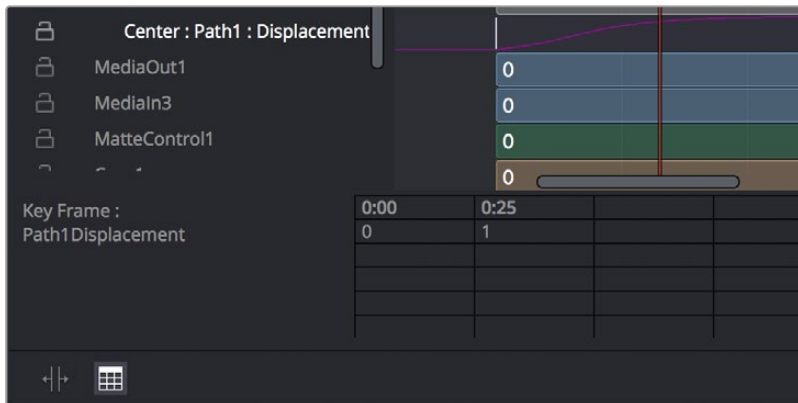 Center : Path1 : Displacement
MediaOut1
0
MediaIn3
0
MatteControl1
0
0
Key Frame :
0:00
0:25
Path1Displacement
0
1